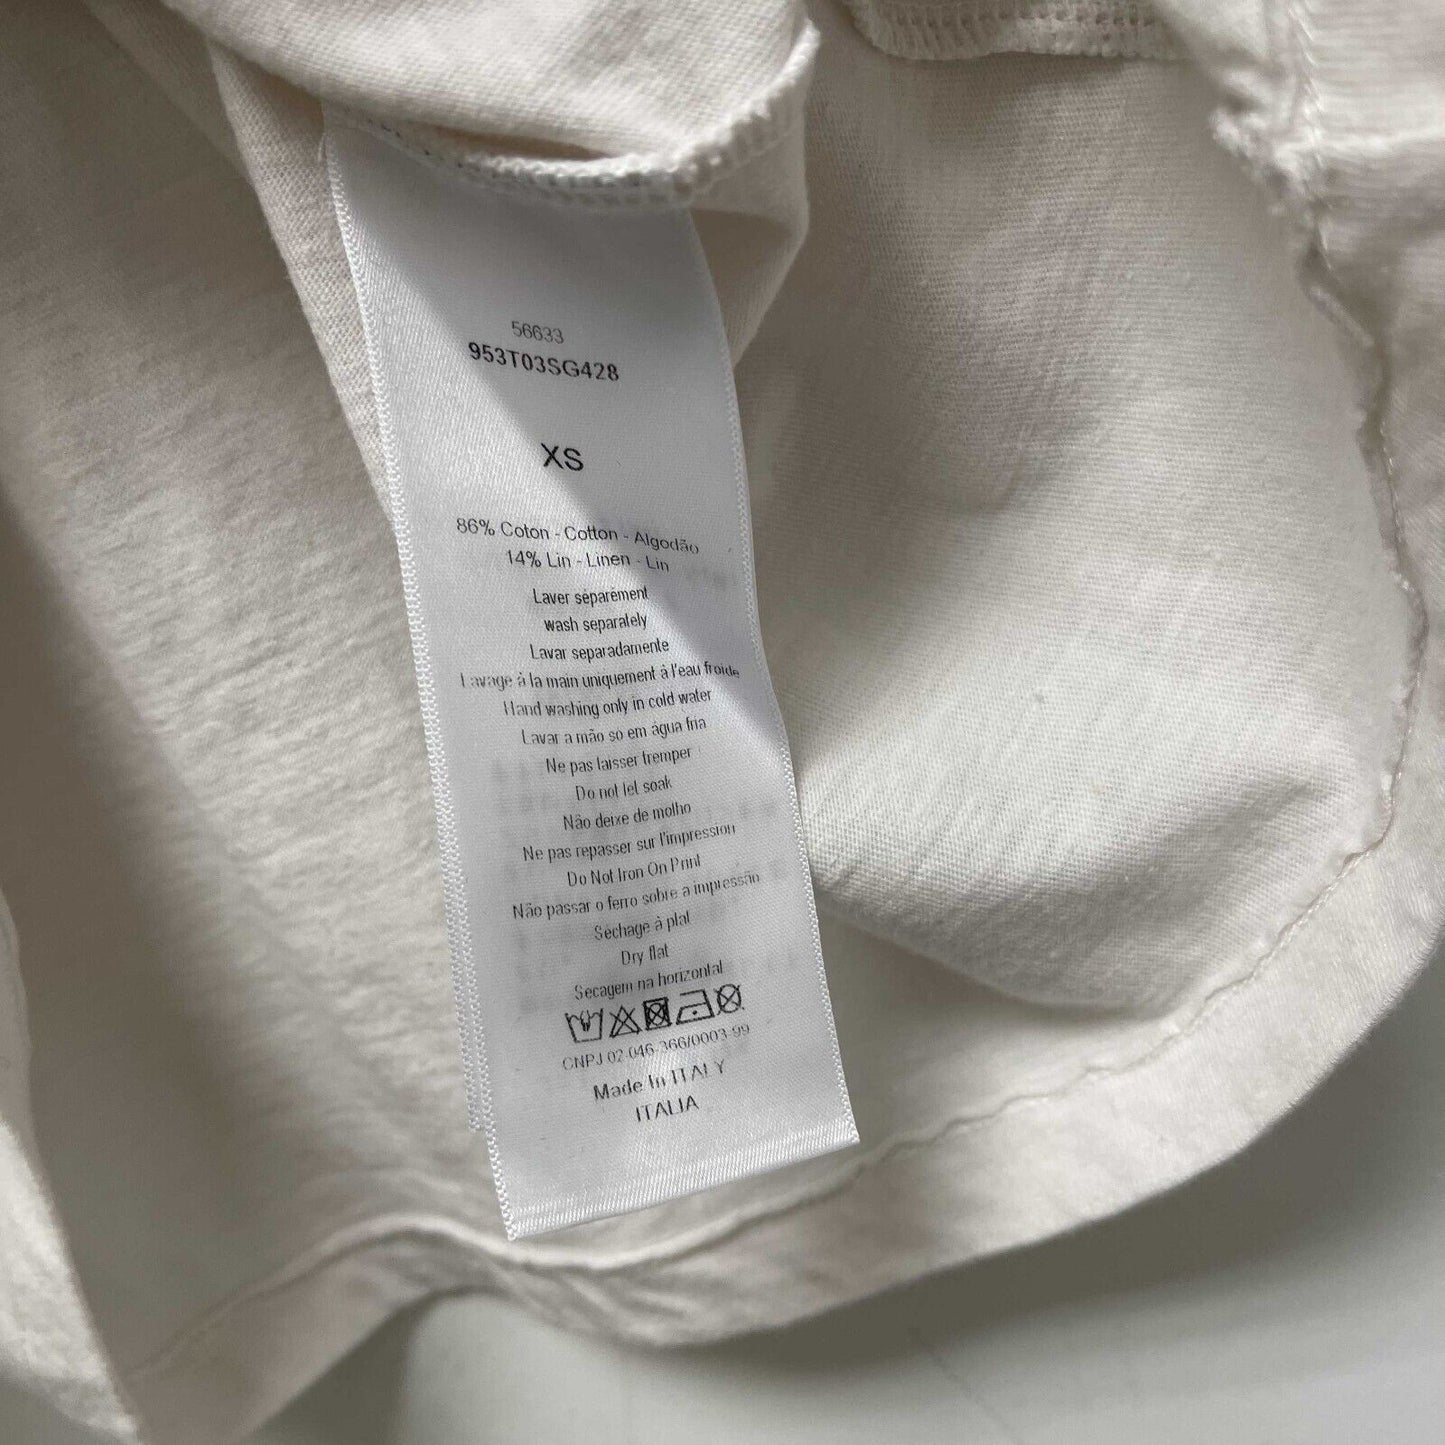 56633
953T03SG428
XS
86% Coton - Cotton - Algodão
14% Lin - Linen - Lin
Laver séparément
wash separately
Lavar separadamente
Lavage à la main uniquement à l'eau froide
Hand washing only in cold water
Lavar a mão so em água fria
Ne pas laisser tremper
Do not let soak
Não deixe de molho
Ne pas repasser sur l'impression
Do Not Iron On Print
Não passar o ferro sobre a impressão
Séchage à plat
Dry flat
Secagem na horizontal
CNPJ 02-046-366/0003-99
Made In ITALY
ITALIA